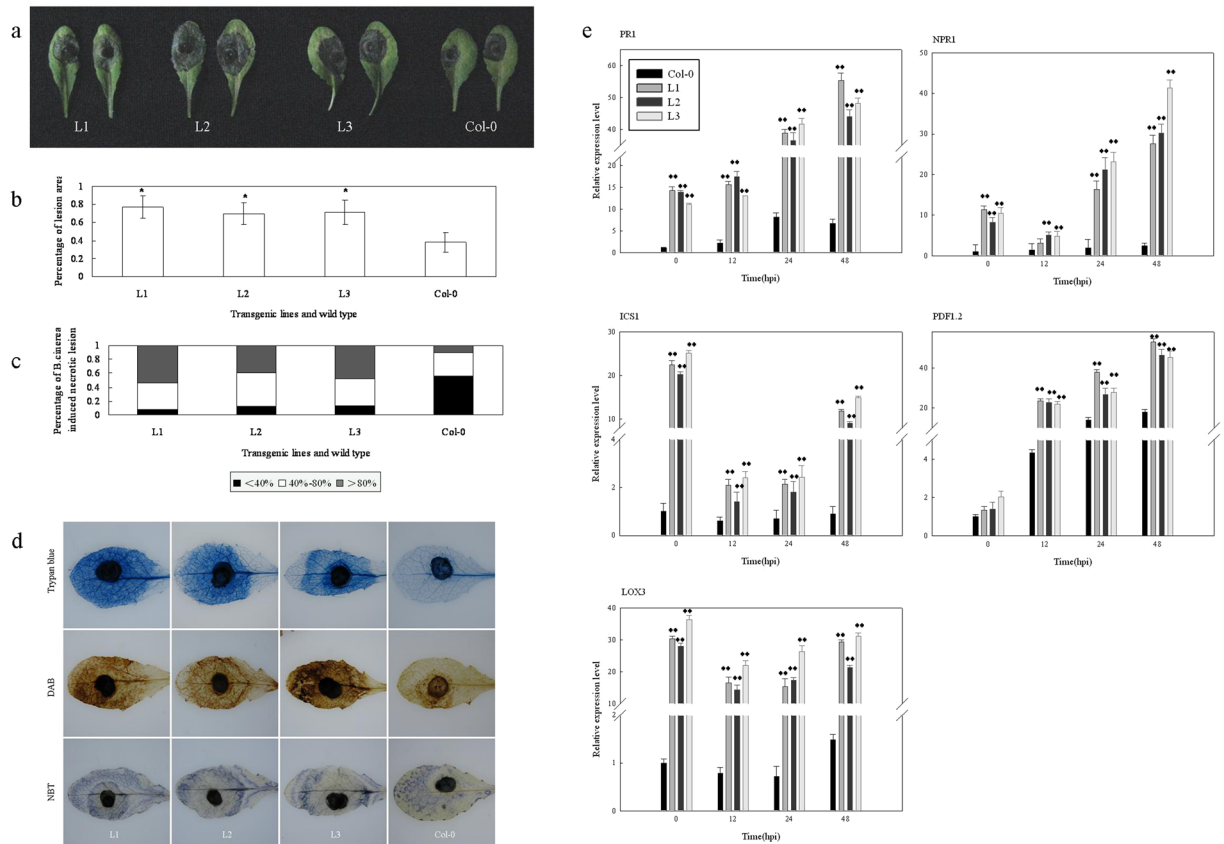 a
L1
L2
L3
Col-0
b
Percentage of lesion area
1
0.8
0.6
0.4
0.2
0
*
*
*
L1
L2
L3
Col-0
Transgenic lines and wild type
c
Percentage of B.cinerea
induced necrotic lesion
1
0.8
0.6
0.4
0.2
0
L1
L2
L3
Col-0
Transgenic lines and wild type
<40%
40%-80%
>80%
d
Trypan blue
DAB
NBT
L1
L2
L3
Col-0
e
PR1
Col-0
L1
L2
L3
Relative expression level
60
50
40
20
15
10
5
0
0 12 24 48
Time(hpi)
NPR1
50
40
30
20
10
0
0 12 24 48
Time(hpi)
ICS1
Relative expression level
30
20
10
4
2
0
0 12 24 48
Time(hpi)
PDF1.2
40
20
4
2
0
0 12 24 48
Time(hpi)
LOX3
Relative expression level
40
30
20
10
2
1
0
0 12 24 48
Time(hpi)